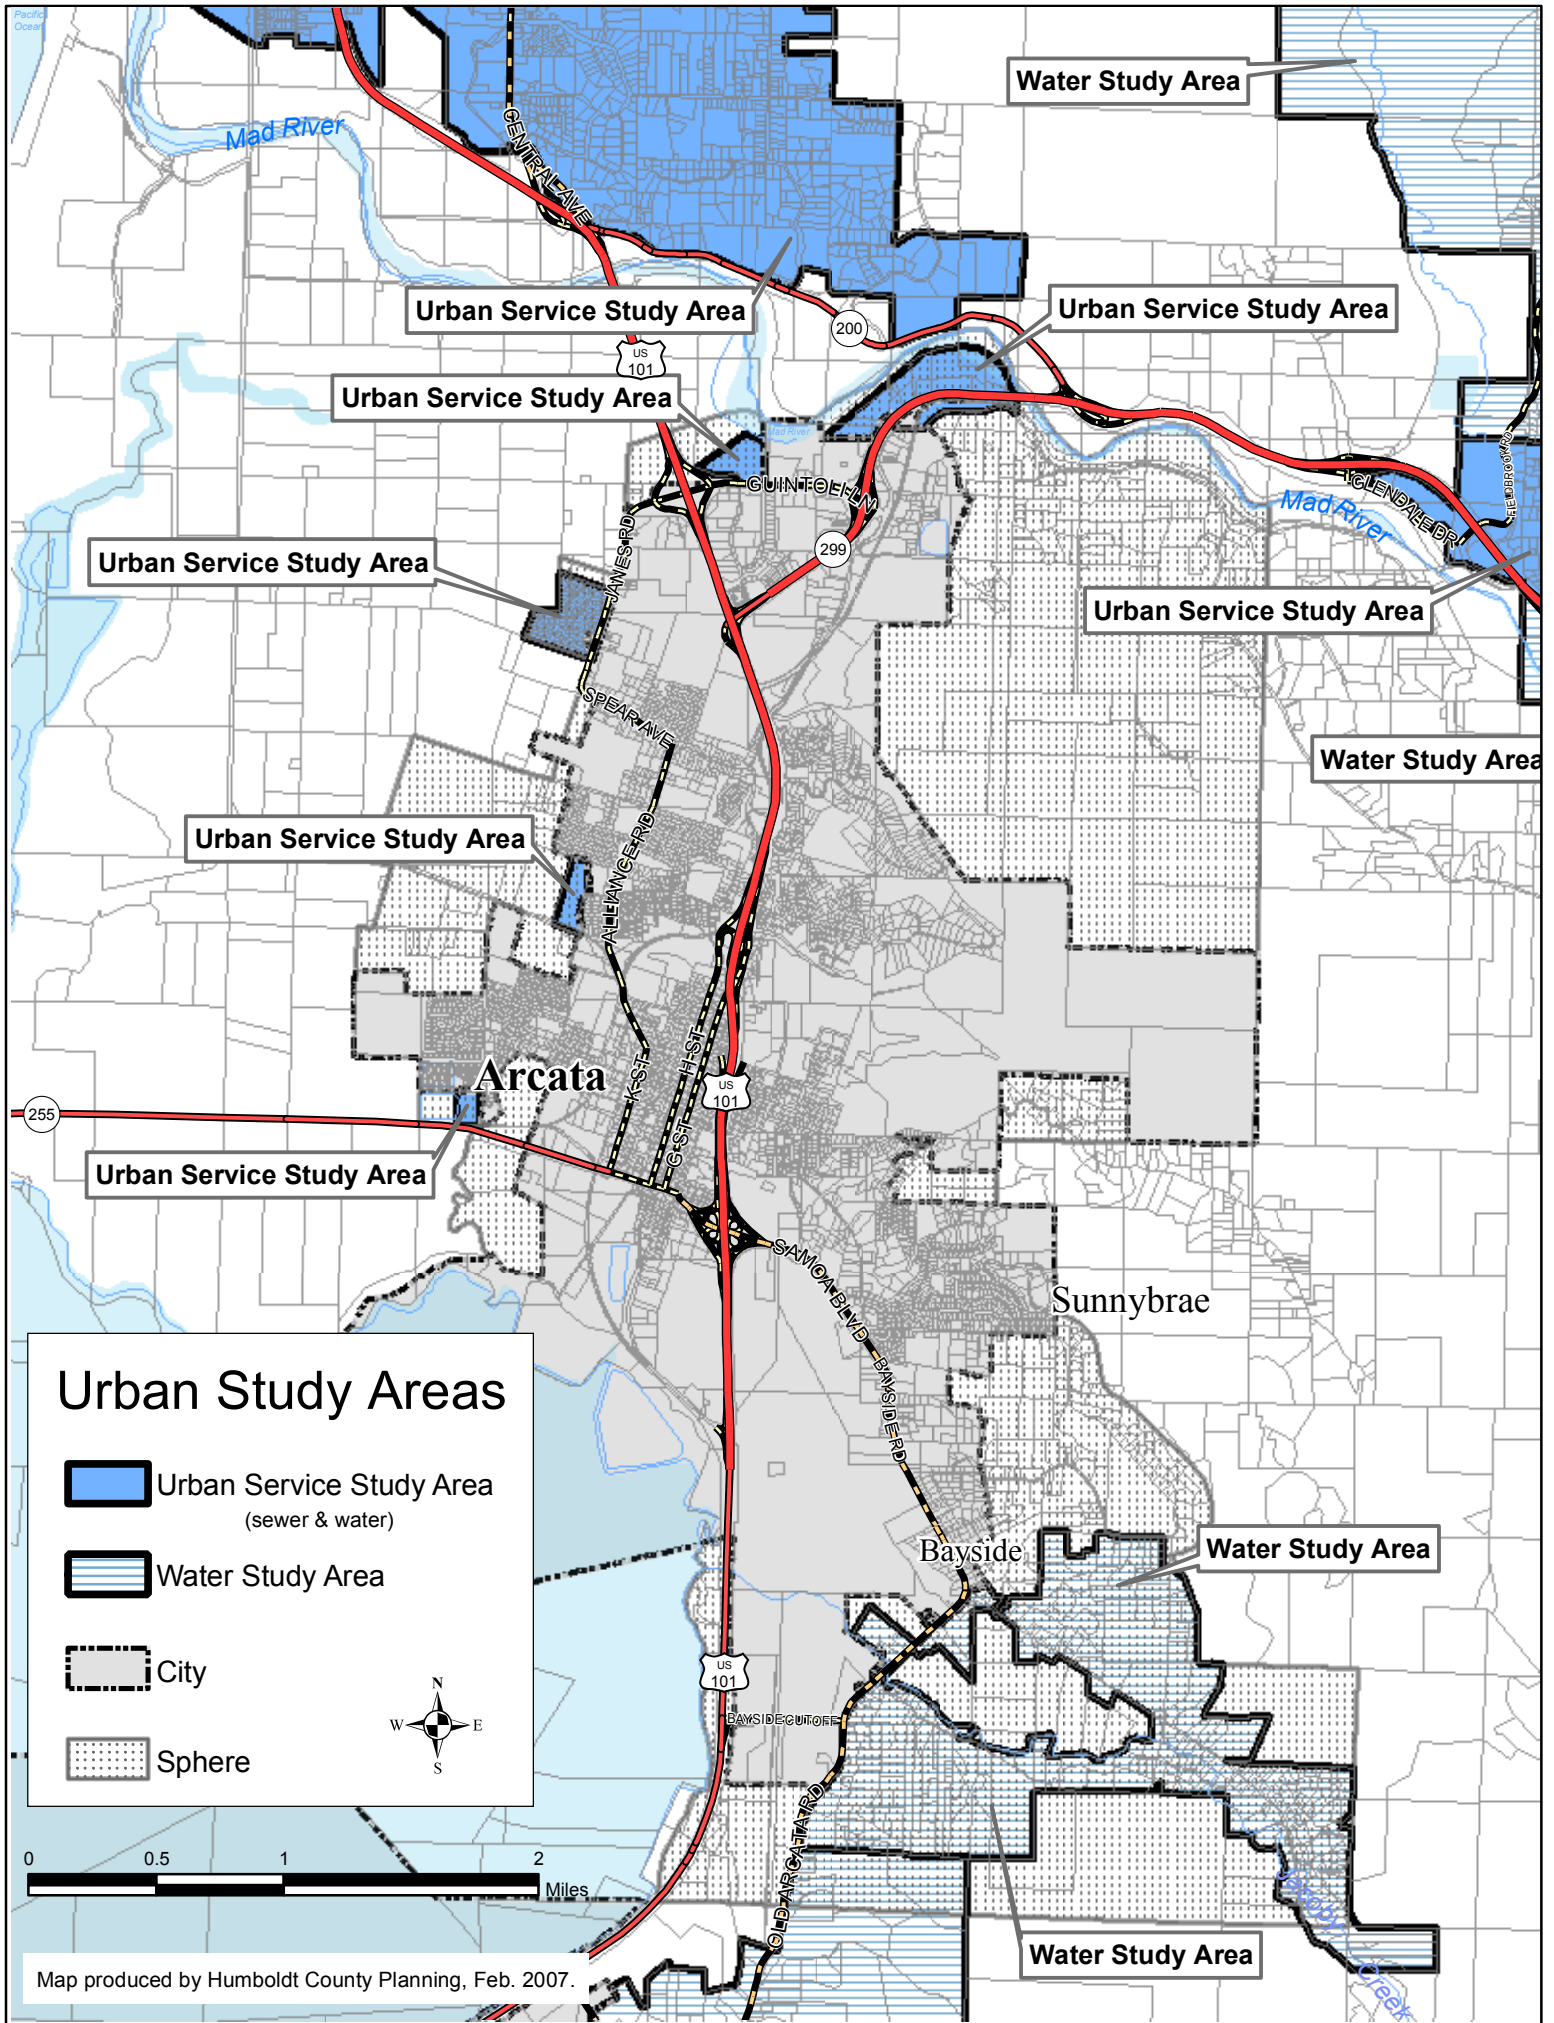 Pacific
Ocean
Water Study Area
Mad River
CENTRAL AVE
Urban Service Study Area
Urban Service Study Area
200
US
101
Urban Service Study Area
Mad River
GUINTOLI LN
FIELDBROOK RD
GLENDALE DR
Mad River
JANES RD
299
Urban Service Study Area
Urban Service Study Area
SPEAR AVE
Water Study Area
Urban Service Study Area
ALLIANCE RD
Arcata
K ST
H ST
G ST
US
101
255
Urban Service Study Area
SAMOA BLVD
Sunnybrae
BAYSIDE RD
Urban Study Areas
Urban Service Study Area
(sewer & water)
Water Study Area
City
Sphere
N
W
E
S
Bayside
Water Study Area
US
101
BAYSIDE CUTOFF
OLD ARCATA RD
0
0.5
1
2
Miles
Jacoby
Creek
Water Study Area
Map produced by Humboldt County Planning, Feb. 2007.